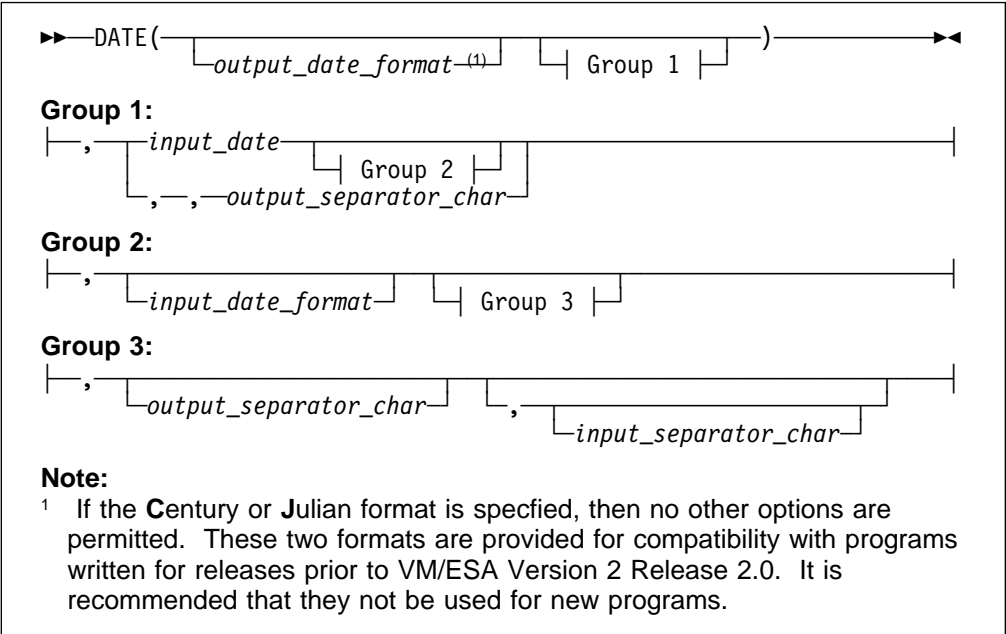 DATE( )
output_date_format (1) Group 1
Group 1:
, input_date
Group 2
, , output_separator_char
Group 2:
,
input_date_format Group 3
Group 3:
,
output_separator_char ,
input_separator_char
Note:
1 If the Century or Julian format is specfied, then no other options are
permitted. These two formats are provided for compatibility with programs
written for releases prior to VM/ESA Version 2 Release 2.0. It is
recommended that they not be used for new programs.